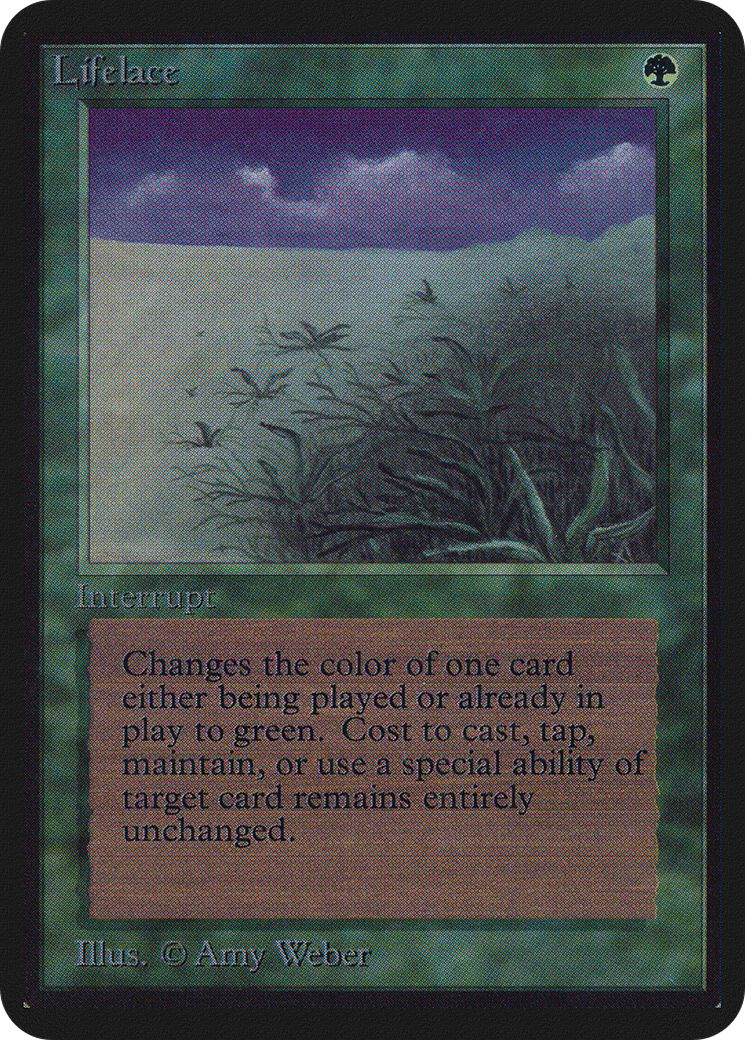 Lifelace
Interrupt
Changes the color of one card
either being played or already in
play to green. Cost to cast, tap,
maintain, or use a special ability of
target card remains entirely
unchanged.
Illus. © Amy Weber